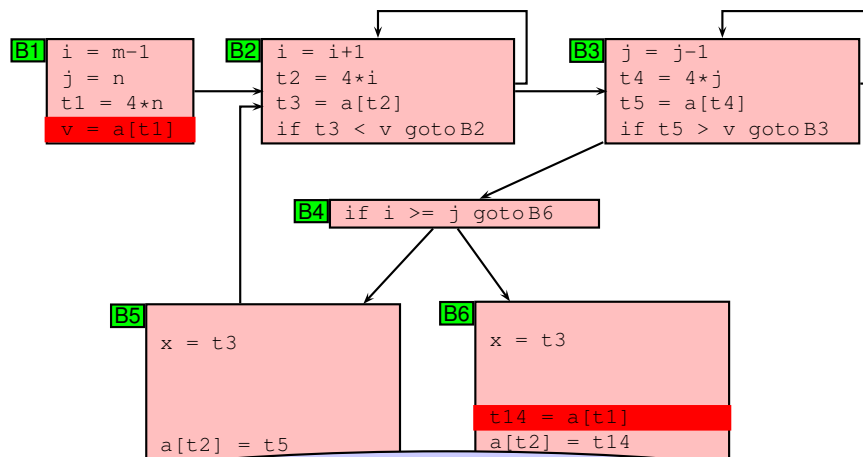 B1
i = m-1
j = n
t1 = 4*n
v = a[t1]
B2
i = i+1
t2 = 4*i
t3 = a[t2]
if t3 < v goto B2
B3
j = j-1
t4 = 4*j
t5 = a[t4]
if t5 > v goto B3
B4
if i >= j goto B6
B5
x = t3
a[t2] = t5
B6
x = t3
t14 = a[t1]
a[t2] = t14